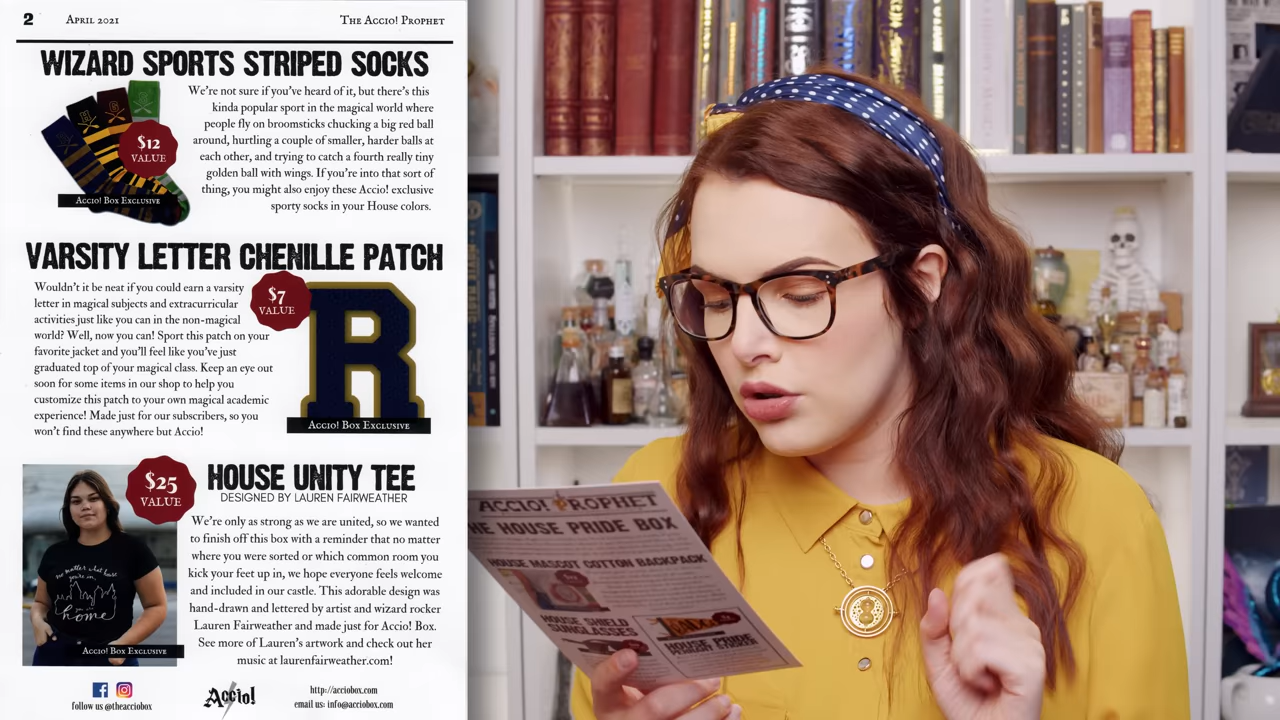 2 April 2021 The Accio! Prophet
WIZARD SPORTS STRIPED SOCKS
We're not sure if you've heard of it, but there's this
kinda popular sport in the magical world where
people fly on broomsticks chucking a big red ball
around, hurtling a couple of smaller, harder balls at
each other, and trying to catch a fourth really tiny
golden ball with wings. If you're into that sort of
thing, you might also enjoy these Accio! exclusive
sporty socks in your House colors.
$12
VALUE
Accio! Box Exclusive
VARSITY LETTER CHENILLE PATCH
Wouldn't it be neat if you could earn a varsity
letter in magical subjects and extracurricular
activities just like you can in the non-magical
world? Well, now you can! Sport this patch on your
favorite jacket and you'll feel like you've just
graduated top of your magical class. Keep an eye out
soon for some items in our shop to help you
customize this patch to your own magical academic
experience! Made just for our subscribers, so you
won't find these anywhere but Accio!
$7
VALUE
R
Accio! Box Exclusive
$25
VALUE
no matter what house
you're in,
you are
home
Accio! Box Exclusive
HOUSE UNITY TEE
DESIGNED BY LAUREN FAIRWEATHER
We're only as strong as we are united, so we wanted
to finish off this box with a reminder that no matter
where you were sorted or which common room you
kick your feet up in, we hope everyone feels welcome
and included in our castle. This adorable design was
hand-drawn and lettered by artist and wizard rocker
Lauren Fairweather and made just for Accio! Box.
See more of Lauren's artwork and check out her
music at laurenfairweather.com!
follow us @theacciobox
Accio!
http://acciobox.com
email us: info@acciobox.com
ACCIO! PROPHET
HE HOUSE PRIDE BOX
HOUSE MASCOT COTTON BACKPACK
HOUSE SHIELD
SUNGLASSES
HOUSE PRIDE